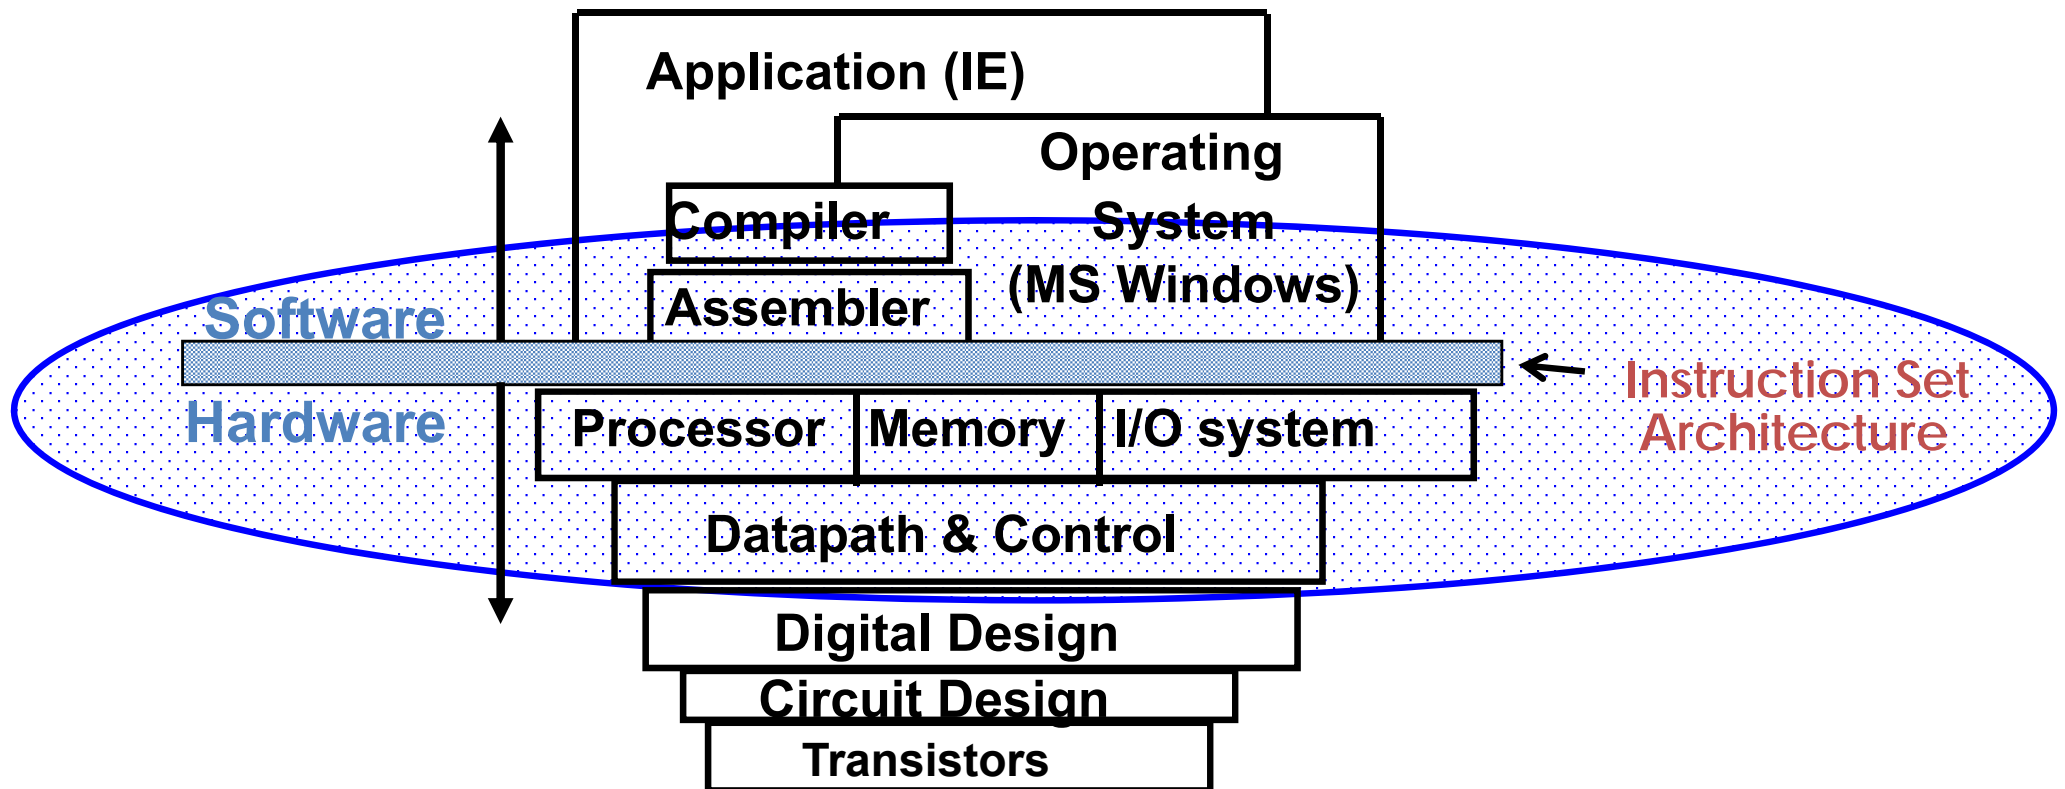 Application (IE)
Operating
Compiler
System
Assembler
(MS Windows)
Software
Instruction Set
Architecture
Hardware
Processor
Memory
I/O system
Datapath & Control
Digital Design
Circuit Design
Transistors